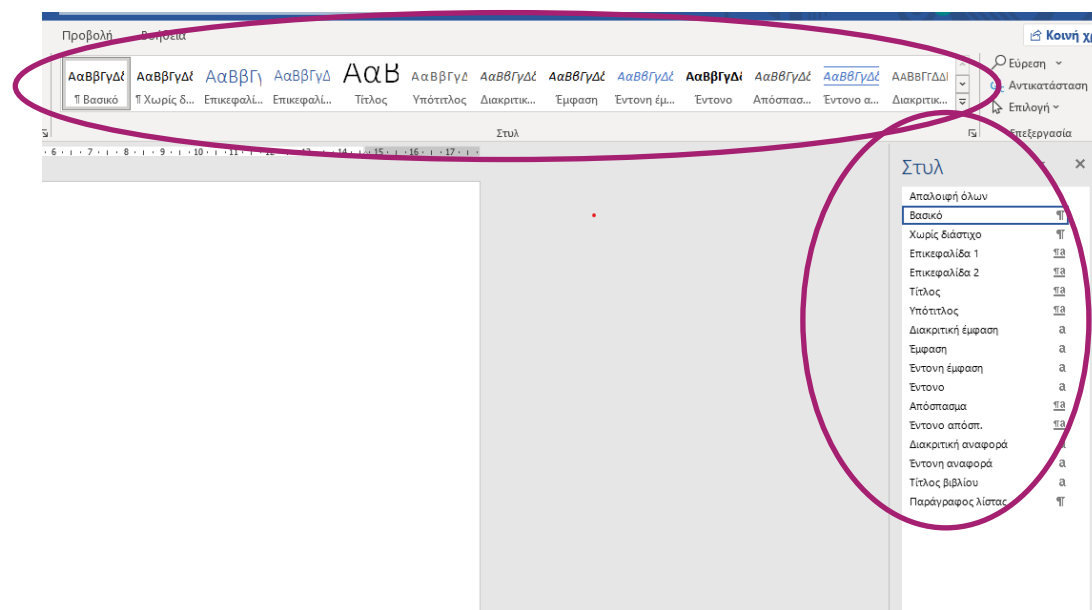 Προβολή Βοήθεια
Κοινή χ
ΑαΒβΓγΔδ ΑαΒβΓγΔδ ΑαΒβΓγ ΑαΒβΓγΔ ΑαΒ ΑαΒβΓγΔ ΑαΒβΓγΔδ ΑαΒβΓγΔδ ΑαΒβΓγΔδ ΑαΒβΓγΔδ ΑαΒβΓγΔδ ΑαΒβΓγΔδ ΑΑΒΒΓΓΔΔΙ
¶ Βασικό ¶ Χωρίς δ... Επικεφαλί... Επικεφαλί... Τίτλος Υπότιτλος Διακριτικ... Έμφαση Έντονη έμ... Έντονο Απόσπασ... Έντονο α... Διακριτικ...
Εύρεση
Αντικατάσταση
Επιλογή
Στυλ
Επεξεργασία
6 7 8 9 10 11 12 13 14 15 16 17
Στυλ
Απαλοιφή όλων
Βασικό ¶
Χωρίς διάστιχο ¶
Επικεφαλίδα 1 ¶a
Επικεφαλίδα 2 ¶a
Τίτλος ¶a
Υπότιτλος ¶a
Διακριτική έμφαση a
Έμφαση a
Έντονη έμφαση a
Έντονο a
Απόσπασμα ¶a
Έντονο απόσπ. ¶a
Διακριτική αναφορά a
Έντονη αναφορά a
Τίτλος βιβλίου a
Παράγραφος λίστας ¶